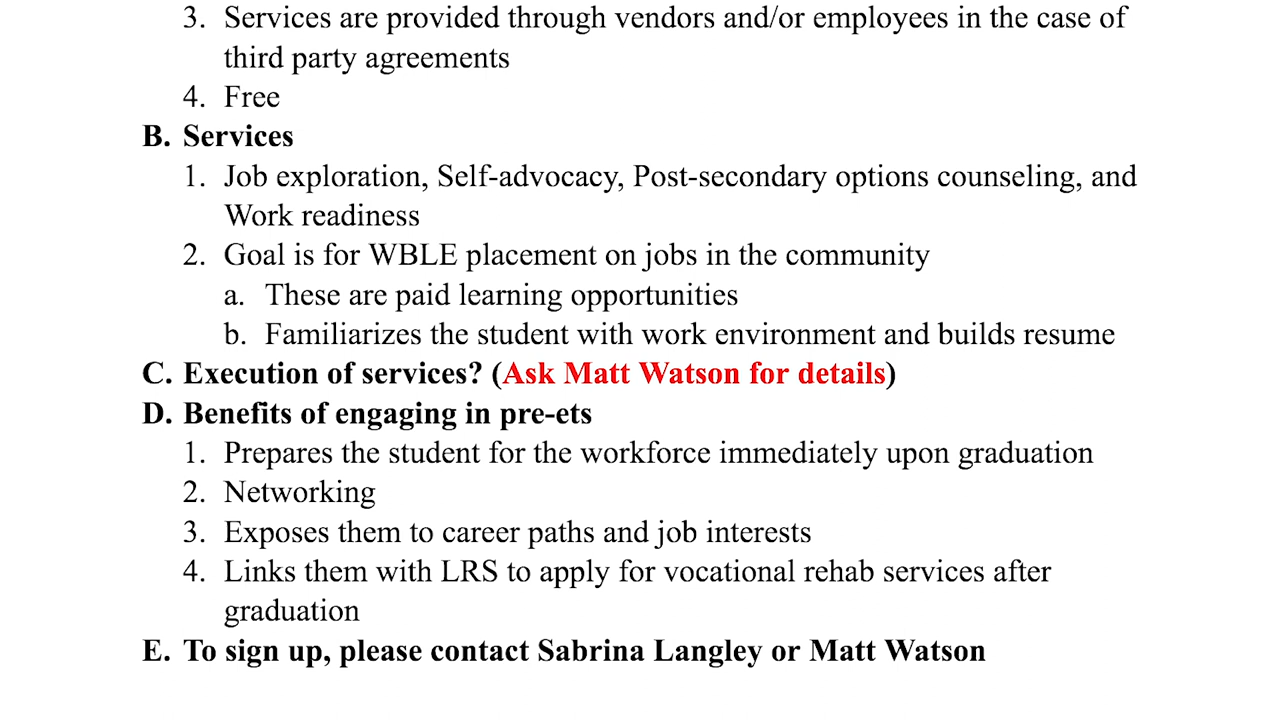 3. Services are provided through vendors and/or employees in the case of
third party agreements
4. Free
B. Services
1. Job exploration, Self-advocacy, Post-secondary options counseling, and
Work readiness
2. Goal is for WBLE placement on jobs in the community
a. These are paid learning opportunities
b. Familiarizes the student with work environment and builds resume
C. Execution of services? (Ask Matt Watson for details)
D. Benefits of engaging in pre-ets
1. Prepares the student for the workforce immediately upon graduation
2. Networking
3. Exposes them to career paths and job interests
4. Links them with LRS to apply for vocational rehab services after
graduation
E. To sign up, please contact Sabrina Langley or Matt Watson